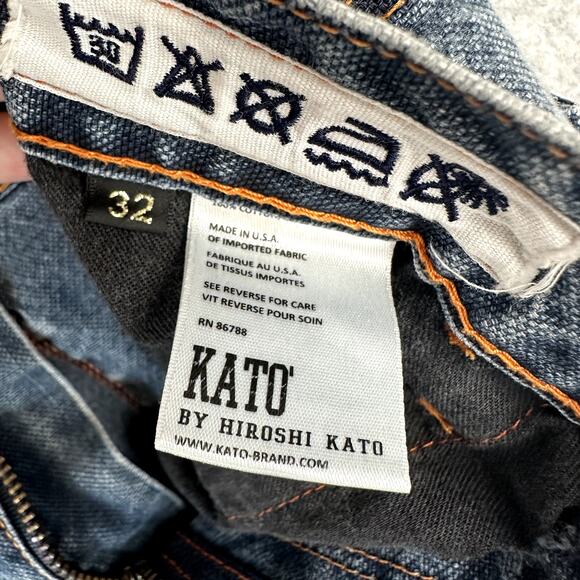 30
32
MADE IN U.S.A.
OF IMPORTED FABRIC
FABRIQUE AU U.S.A.
DE TISSUS IMPORTES
SEE REVERSE FOR CARE
VIT REVERSE POUR SOIN
RN 86788
KATO'
BY HIROSHI KATO
WWW.KATO-BRAND.COM